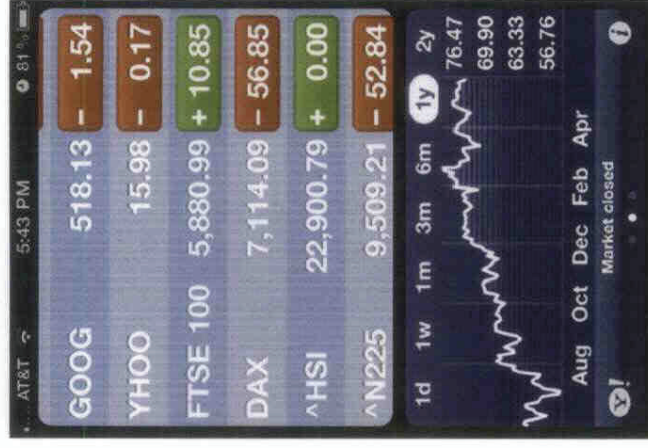 AT&T 5:43 PM 81%
GOOG 518.13 - 1.54
YHOO 15.98 - 0.17
FTSE 100 5,880.99 + 10.85
DAX 7,114.09 - 56.85
^HSI 22,900.79 + 0.00
^N225 9,509.21 - 52.84
1d 1w 1m 3m 6m 1y 2y
76.47
69.90
63.33
56.76
Aug Oct Dec Feb Apr
Y! Market closed i